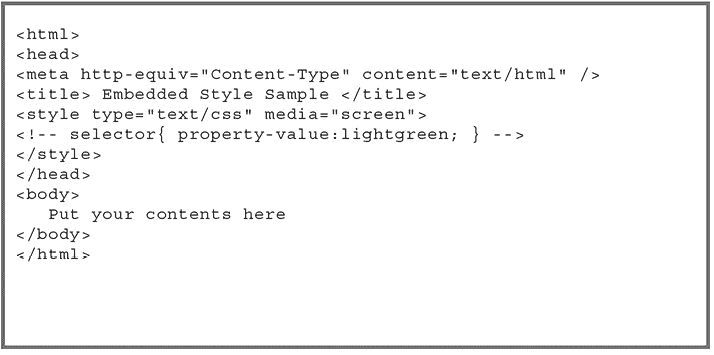 <html>
<head>
<meta http-equiv="Content-Type" content="text/html" />
<title> Embedded Style Sample </title>
<style type="text/css" media="screen">
<!-- selector{ property-value:lightgreen; } -->
</style>
</head>
<body>
Put your contents here
</body>
</html>